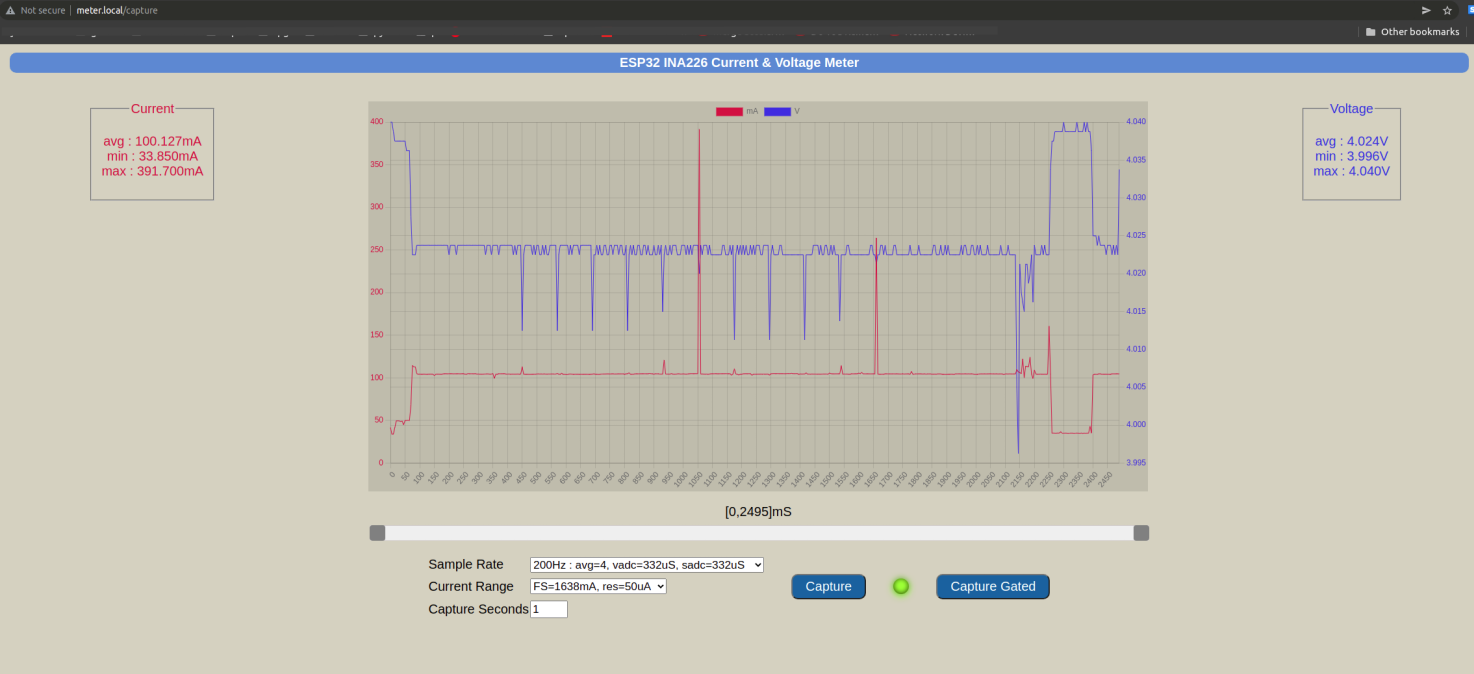 Not secure meter.local/capture
Other bookmarks
ESP32 INA226 Current & Voltage Meter
Current
avg : 100.127mA
min : 33.850mA
max : 391.700mA
mA V
Voltage
avg : 4.024V
min : 3.996V
max : 4.040V
400
350
300
250
200
150
100
50
0
4.040
4.035
4.030
4.025
4.020
4.015
4.010
4.005
4.000
3.995
0 50 100 150 200 250 300 350 400 450 500 550 600 650 700 750 800 850 900 950 1000 1050 1100 1150 1200 1250 1300 1350 1400 1450 1500 1550 1600 1650 1700 1750 1800 1850 1900 1950 2000 2050 2100 2150 2200 2250 2300 2350 2400 2450
[0,2495]mS
Sample Rate 200Hz : avg=4, vadc=332uS, sadc=332uS
Current Range FS=1638mA, res=50uA
Capture Seconds 1
Capture
Capture Gated